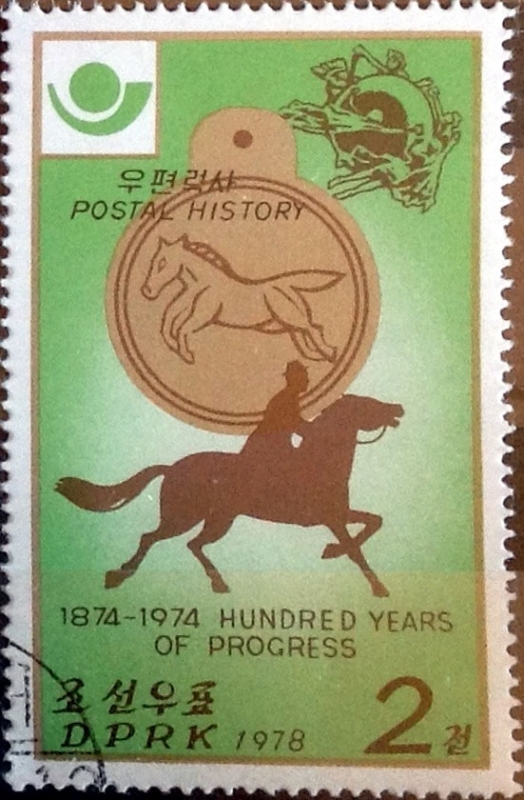 우편력사
POSTAL HISTORY
1874-1974 HUNDRED YEARS
OF PROGRESS
조선우표
DPRK 1978
2전